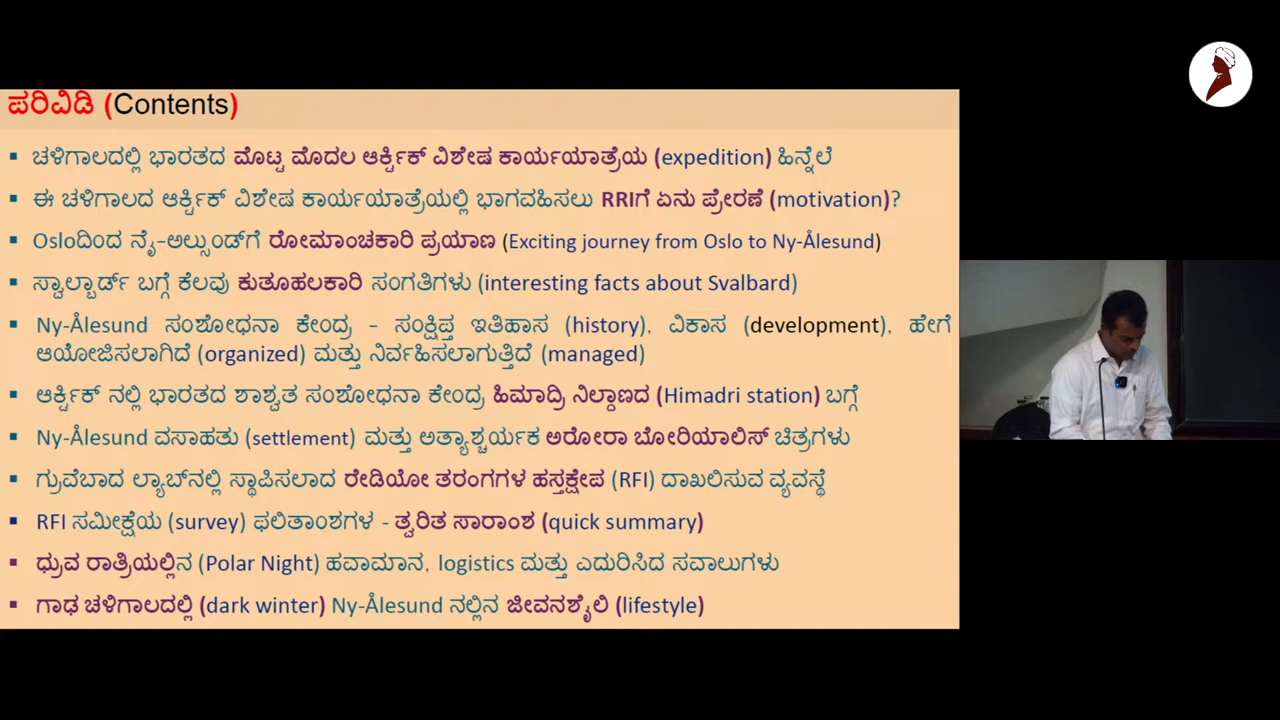 ಪರಿವಿಡಿ (Contents)
▪ ಚಳಿಗಾಲದಲ್ಲಿ ಭಾರತದ ಮೊಟ್ಟ ಮೊದಲ ಆರ್ಕ್ಟಿಕ್ ವಿಶೇಷ ಕಾರ್ಯಯಾತ್ರೆಯ (expedition) ಹಿನ್ನೆಲೆ
▪ ಈ ಚಳಿಗಾಲದ ಆರ್ಕ್ಟಿಕ್ ವಿಶೇಷ ಕಾರ್ಯಯಾತ್ರೆಯಲ್ಲಿ ಭಾಗವಹಿಸಲು RRIಗೆ ಏನು ಪ್ರೇರಣೆ (motivation)?
▪ Osloದಿಂದ ನೈ-ಅಲ್ಸುಂಡ್‌ಗೆ ರೋಮಾಂಚಕಾರಿ ಪ್ರಯಾಣ (Exciting journey from Oslo to Ny-Ålesund)
▪ ಸ್ವಾಲ್ಬಾರ್ಡ್ ಬಗ್ಗೆ ಕೆಲವು ಕುತೂಹಲಕಾರಿ ಸಂಗತಿಗಳು (interesting facts about Svalbard)
▪ Ny-Ålesund ಸಂಶೋಧನಾ ಕೇಂದ್ರ – ಸಂಕ್ಷಿಪ್ತ ಇತಿಹಾಸ (history), ವಿಕಾಸ (development), ಹೇಗೆ
ಆಯೋಜಿಸಲಾಗಿದೆ (organized) ಮತ್ತು ನಿರ್ವಹಿಸಲಾಗುತ್ತಿದೆ (managed)
▪ ಆರ್ಕ್ಟಿಕ್ ನಲ್ಲಿ ಭಾರತದ ಶಾಶ್ವತ ಸಂಶೋಧನಾ ಕೇಂದ್ರ ಹಿಮಾದ್ರಿ ನಿಲ್ದಾಣದ (Himadri station) ಬಗ್ಗೆ
▪ Ny-Ålesund ವಸಾಹತು (settlement) ಮತ್ತು ಅತ್ಯಾಶ್ಚರ್ಯಕ ಅರೋರಾ ಬೋರಿಯಾಲಿಸ್ ಚಿತ್ರಗಳು
▪ ಗ್ರುವೆಬಾದ ಲ್ಯಾಬ್‌ನಲ್ಲಿ ಸ್ಥಾಪಿಸಲಾದ ರೇಡಿಯೋ ತರಂಗಗಳ ಹಸ್ತಕ್ಷೇಪ (RFI) ದಾಖಲಿಸುವ ವ್ಯವಸ್ಥೆ
▪ RFI ಸಮೀಕ್ಷೆಯ (survey) ಫಲಿತಾಂಶಗಳ - ತ್ವರಿತ ಸಾರಾಂಶ (quick summary)
▪ ಧ್ರುವ ರಾತ್ರಿಯಲ್ಲಿನ (Polar Night) ಹವಾಮಾನ, logistics ಮತ್ತು ಎದುರಿಸಿದ ಸವಾಲುಗಳು
▪ ಗಾಢ ಚಳಿಗಾಲದಲ್ಲಿ (dark winter) Ny-Ålesund ನಲ್ಲಿನ ಜೀವನಶೈಲಿ (lifestyle)